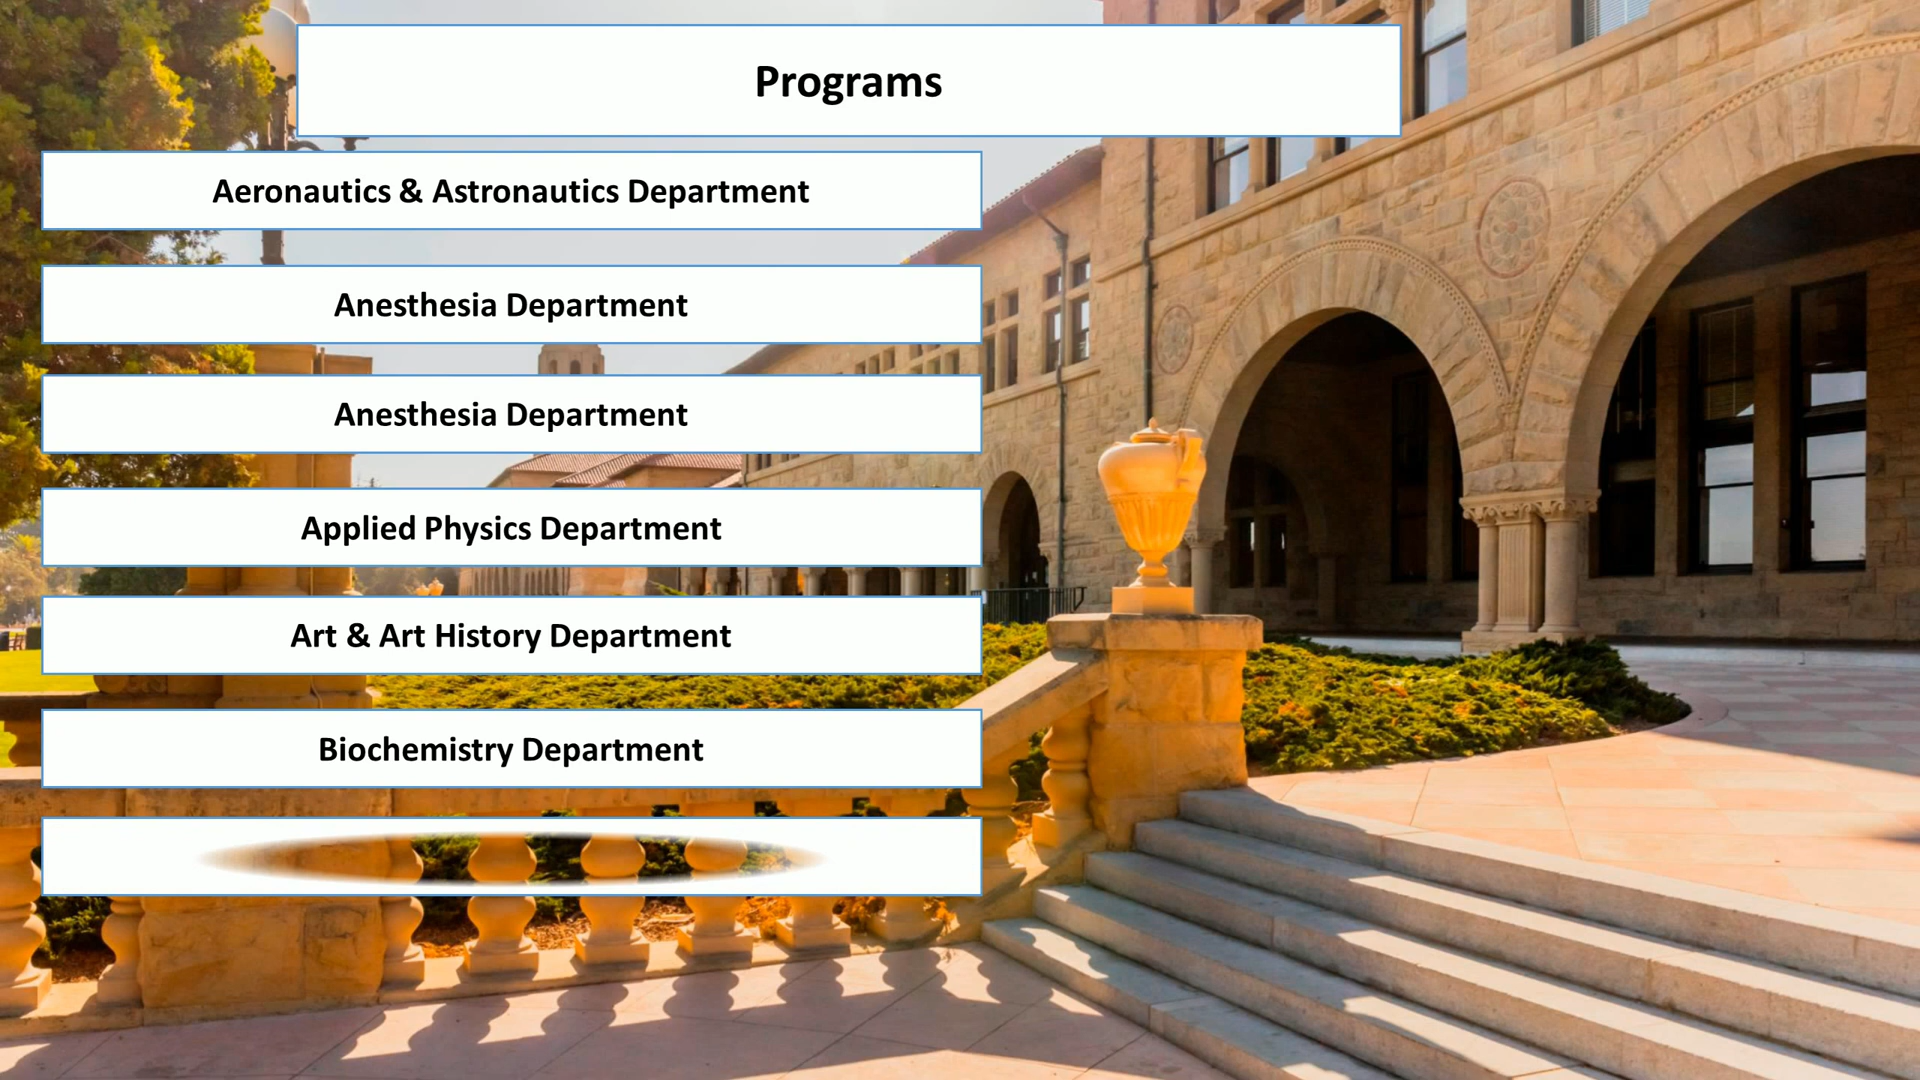 Programs
Aeronautics & Astronautics Department
Anesthesia Department
Anesthesia Department
Applied Physics Department
Art & Art History Department
Biochemistry Department